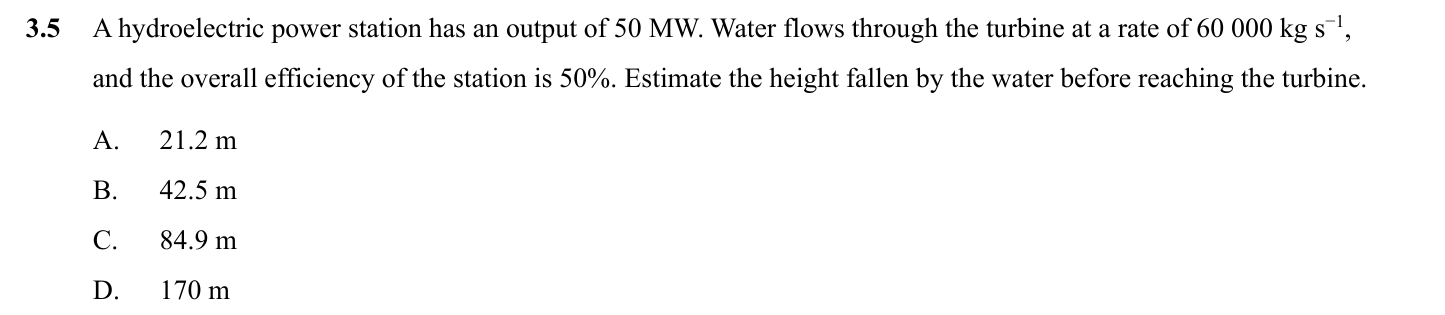 3.5 A hydroelectric power station has an output of 50 MW. Water flows through the turbine at a rate of 60 000 kg s⁻¹,
and the overall efficiency of the station is 50%. Estimate the height fallen by the water before reaching the turbine.
A. 21.2 m
B. 42.5 m
C. 84.9 m
D. 170 m